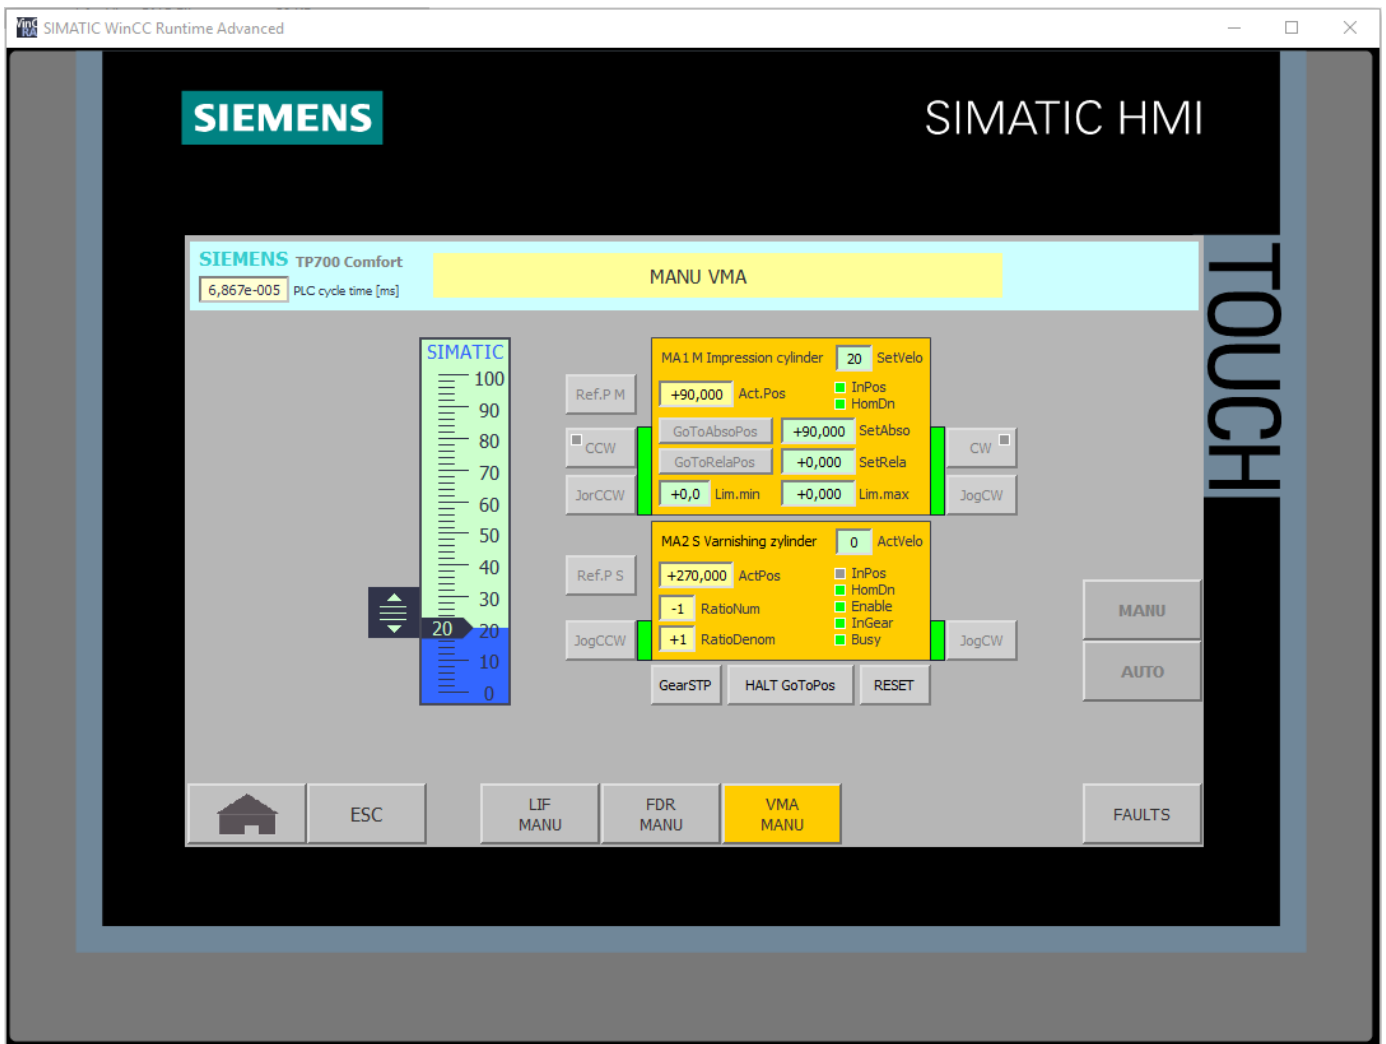 SIMATIC WinCC Runtime Advanced
SIEMENS
SIMATIC HMI
TOUCH
SIEMENS TP700 Comfort
6,867e-005 PLC cycle time [ms]
MANU VMA
SIMATIC
100
90
80
70
60
50
40
30
20
20
10
0
MA1 M Impression cylinder 20 SetVelo
Ref.P M
+90,000 Act.Pos
InPos
HomDn
GoToAbsoPos +90,000 SetAbso
CCW
CW
GoToRelaPos +0,000 SetRela
JorCCW
+0,0 Lim.min +0,000 Lim.max
JogCW
MA2 S Varnishing zylinder 0 ActVelo
Ref.P S
+270,000 ActPos
InPos
HomDn
-1 RatioNum
Enable
InGear
JogCCW
+1 RatioDenom
Busy
JogCW
GearSTP HALT GoToPos RESET
MANU
AUTO
ESC
LIF
MANU
FDR
MANU
VMA
MANU
FAULTS